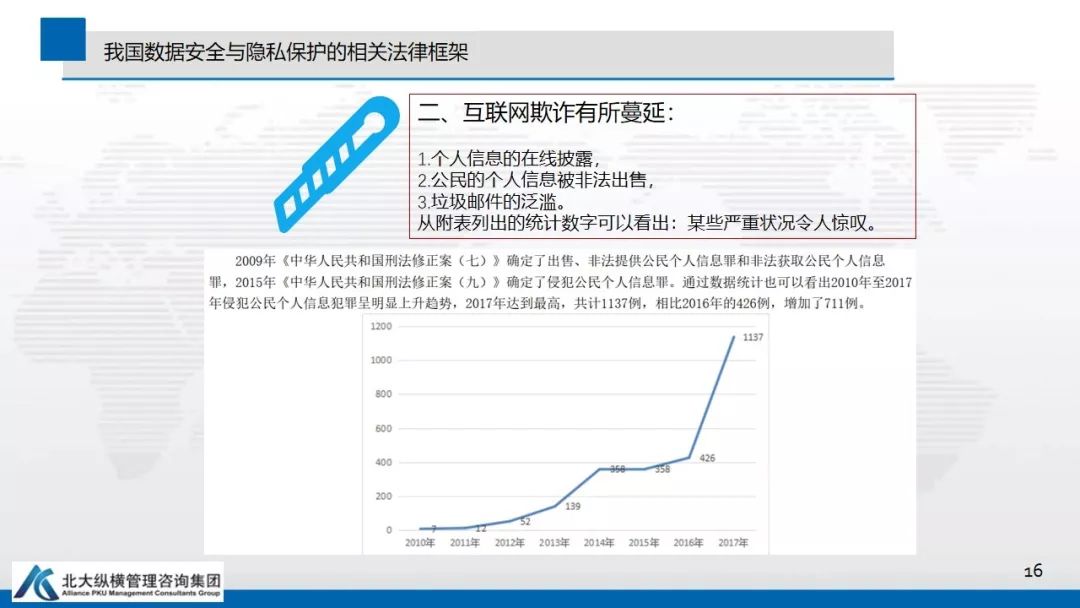 我国数据安全与隐私保护的相关法律框架
二、互联网欺诈有所蔓延：
1.个人信息的在线披露，
2.公民的个人信息被非法出售，
3.垃圾邮件的泛滥。
从附表列出的统计数字可以看出：某些严重状况令人惊叹。
2009年《中华人民共和国刑法修正案（七）》确定了出售、非法提供公民个人信息罪和非法获取公民个人信息
罪，2015年《中华人民共和国刑法修正案（九）》确定了侵犯公民个人信息罪。通过数据统计也可以看出2010年至2017
年侵犯公民个人信息犯罪呈明显上升趋势，2017年达到最高，共计1137例，相比2016年的426例，增加了711例。
1200
1000
800
600
400
200
0
7
12
52
139
358
358
426
1137
2010年 2011年 2012年 2013年 2014年 2015年 2016年 2017年
北大纵横管理咨询集团
Alliance PKU Management Consultants Group
16